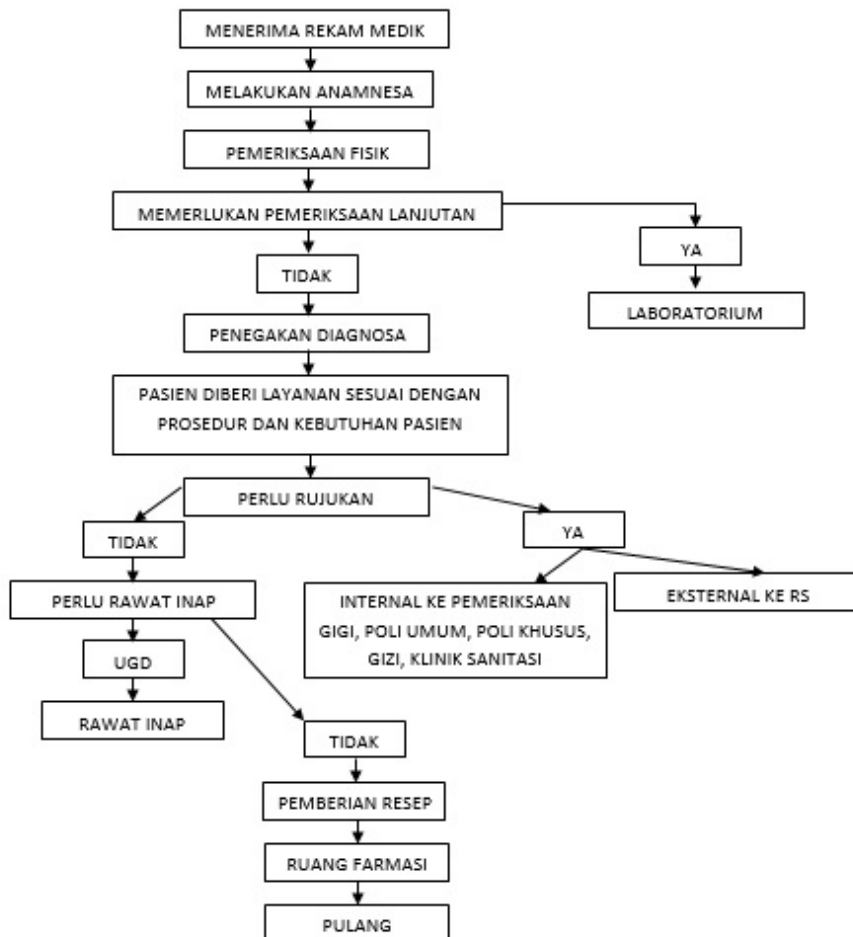 MENERIMA REKAM MEDIK
MELAKUKAN ANAMNESA
PEMERIKSAAN FISIK
MEMERLUKAN PEMERIKSAAN LANJUTAN
YA
TIDAK
LABORATORIUM
PENEGAKAN DIAGNOSA
PASIEN DIBERI LAYANAN SESUAI DENGAN
PROSEDUR DAN KEBUTUHAN PASIEN
PERLU RUJUKAN
TIDAK
YA
PERLU RAWAT INAP
INTERNAL KE PEMERIKSAAN
GIGI, POLI UMUM, POLI KHUSUS,
GIZI, KLINIK SANITASI
EKSTERNAL KE RS
UGD
RAWAT INAP
TIDAK
PEMBERIAN RESEP
RUANG FARMASI
PULANG